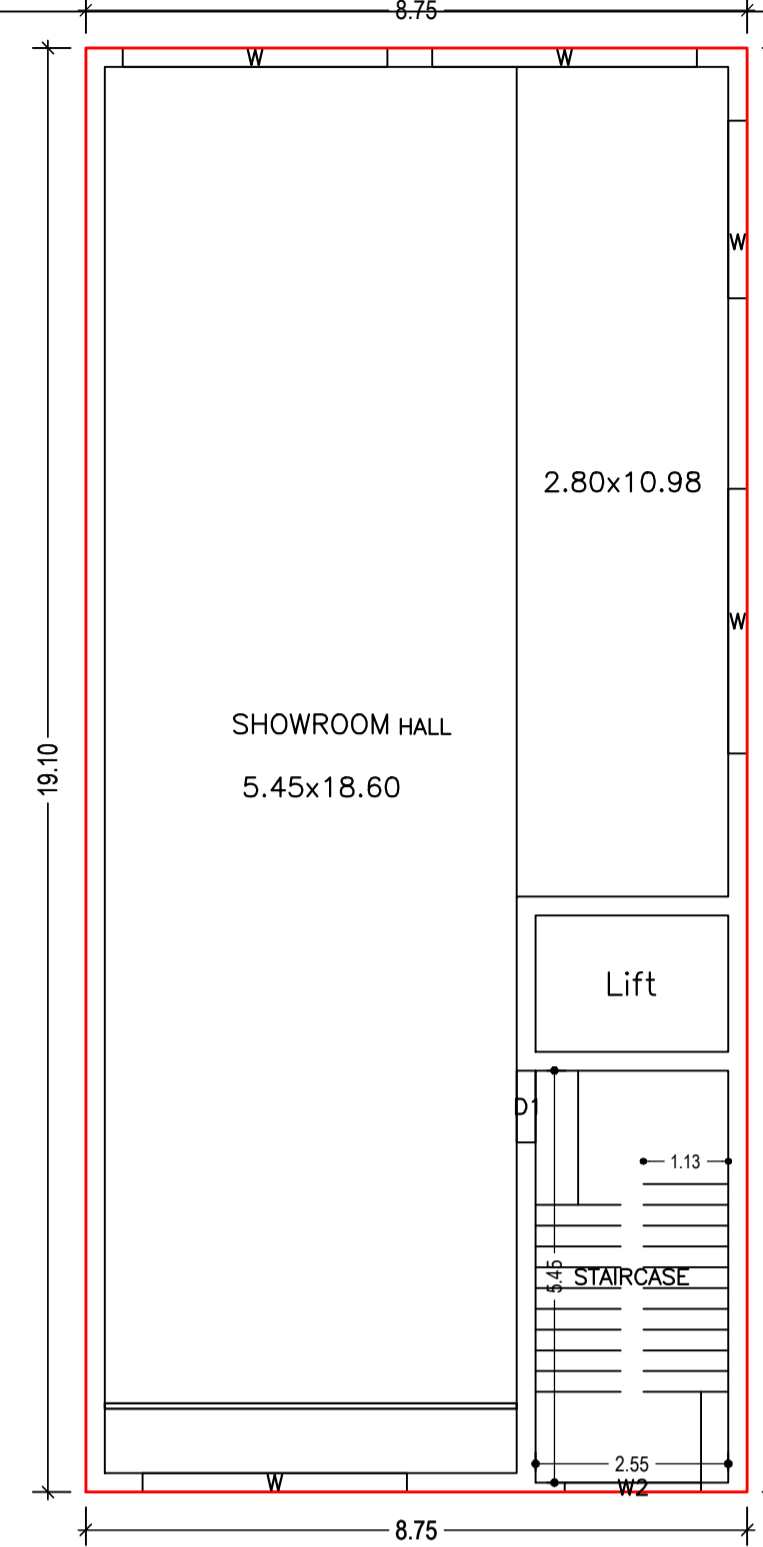 8.75
W W
W
2.80x10.98
W
SHOWROOM HALL
19.10
5.45x18.60
Lift
D1
1.13
5.45
STAIRCASE
2.55
W
W2
8.75